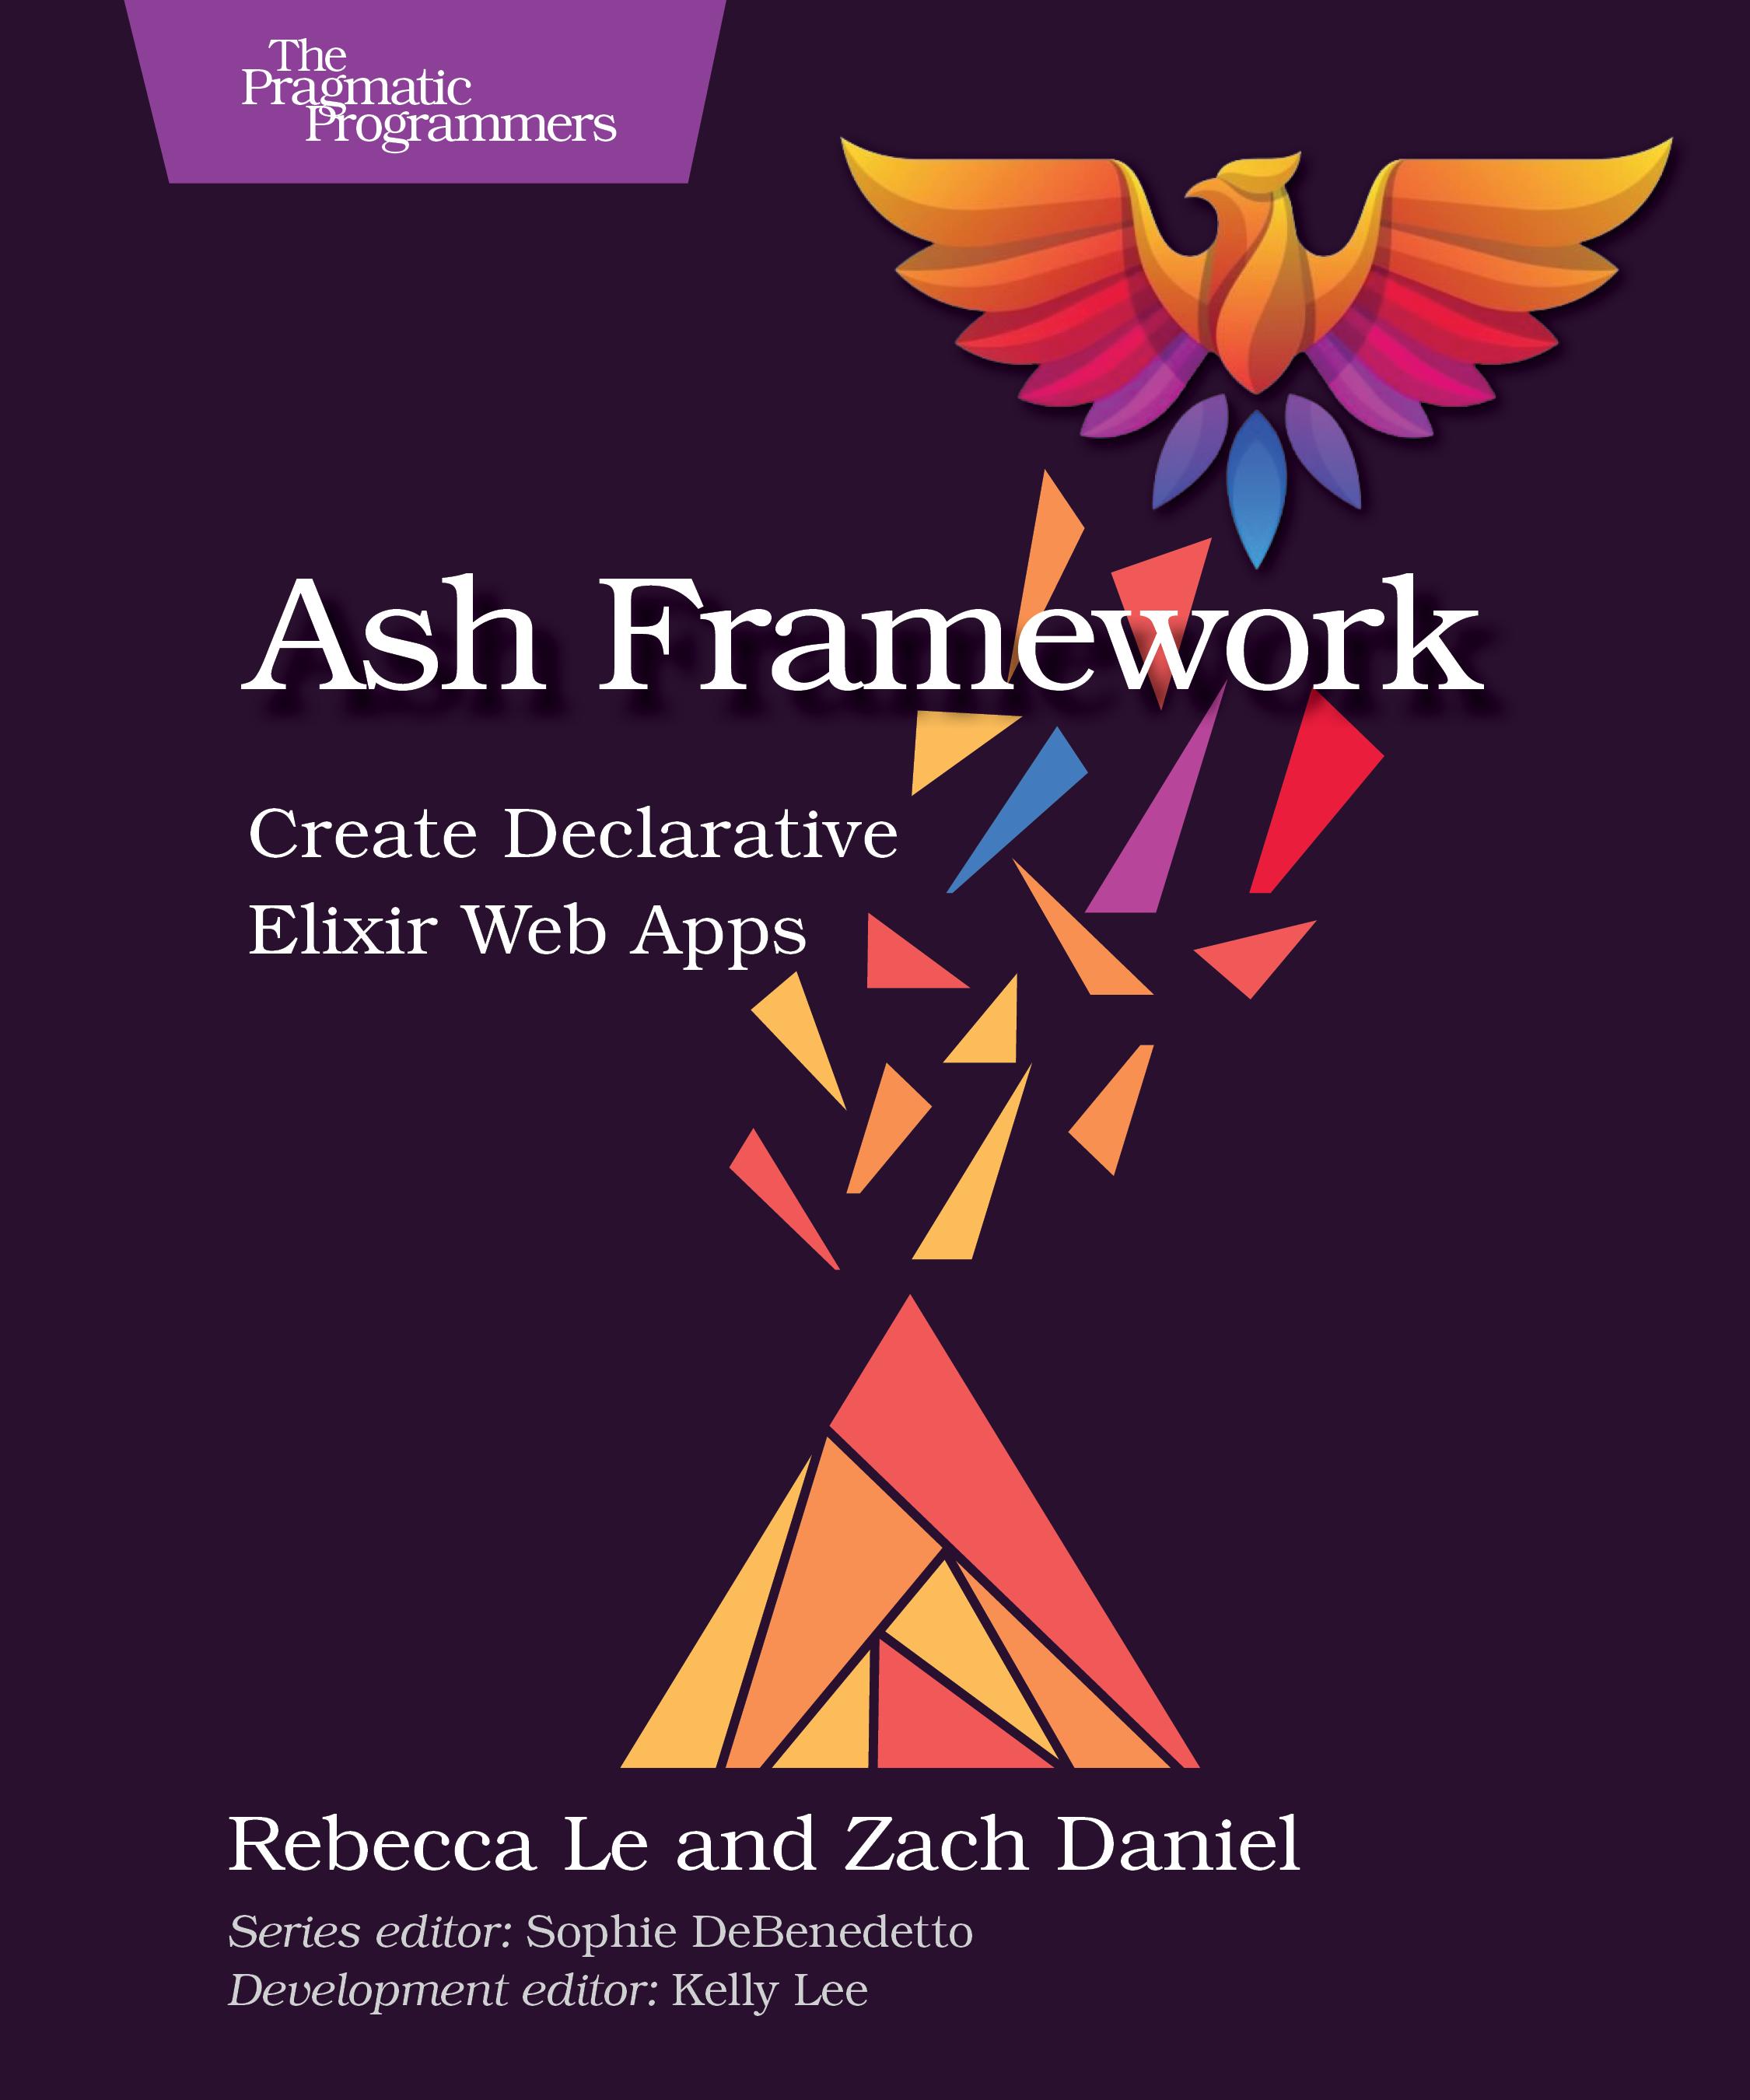 The
Pragmatic
Programmers
Ash Framework
Create Declarative
Elixir Web Apps
Rebecca Le and Zach Daniel
Series editor: Sophie DeBenedetto
Development editor: Kelly Lee